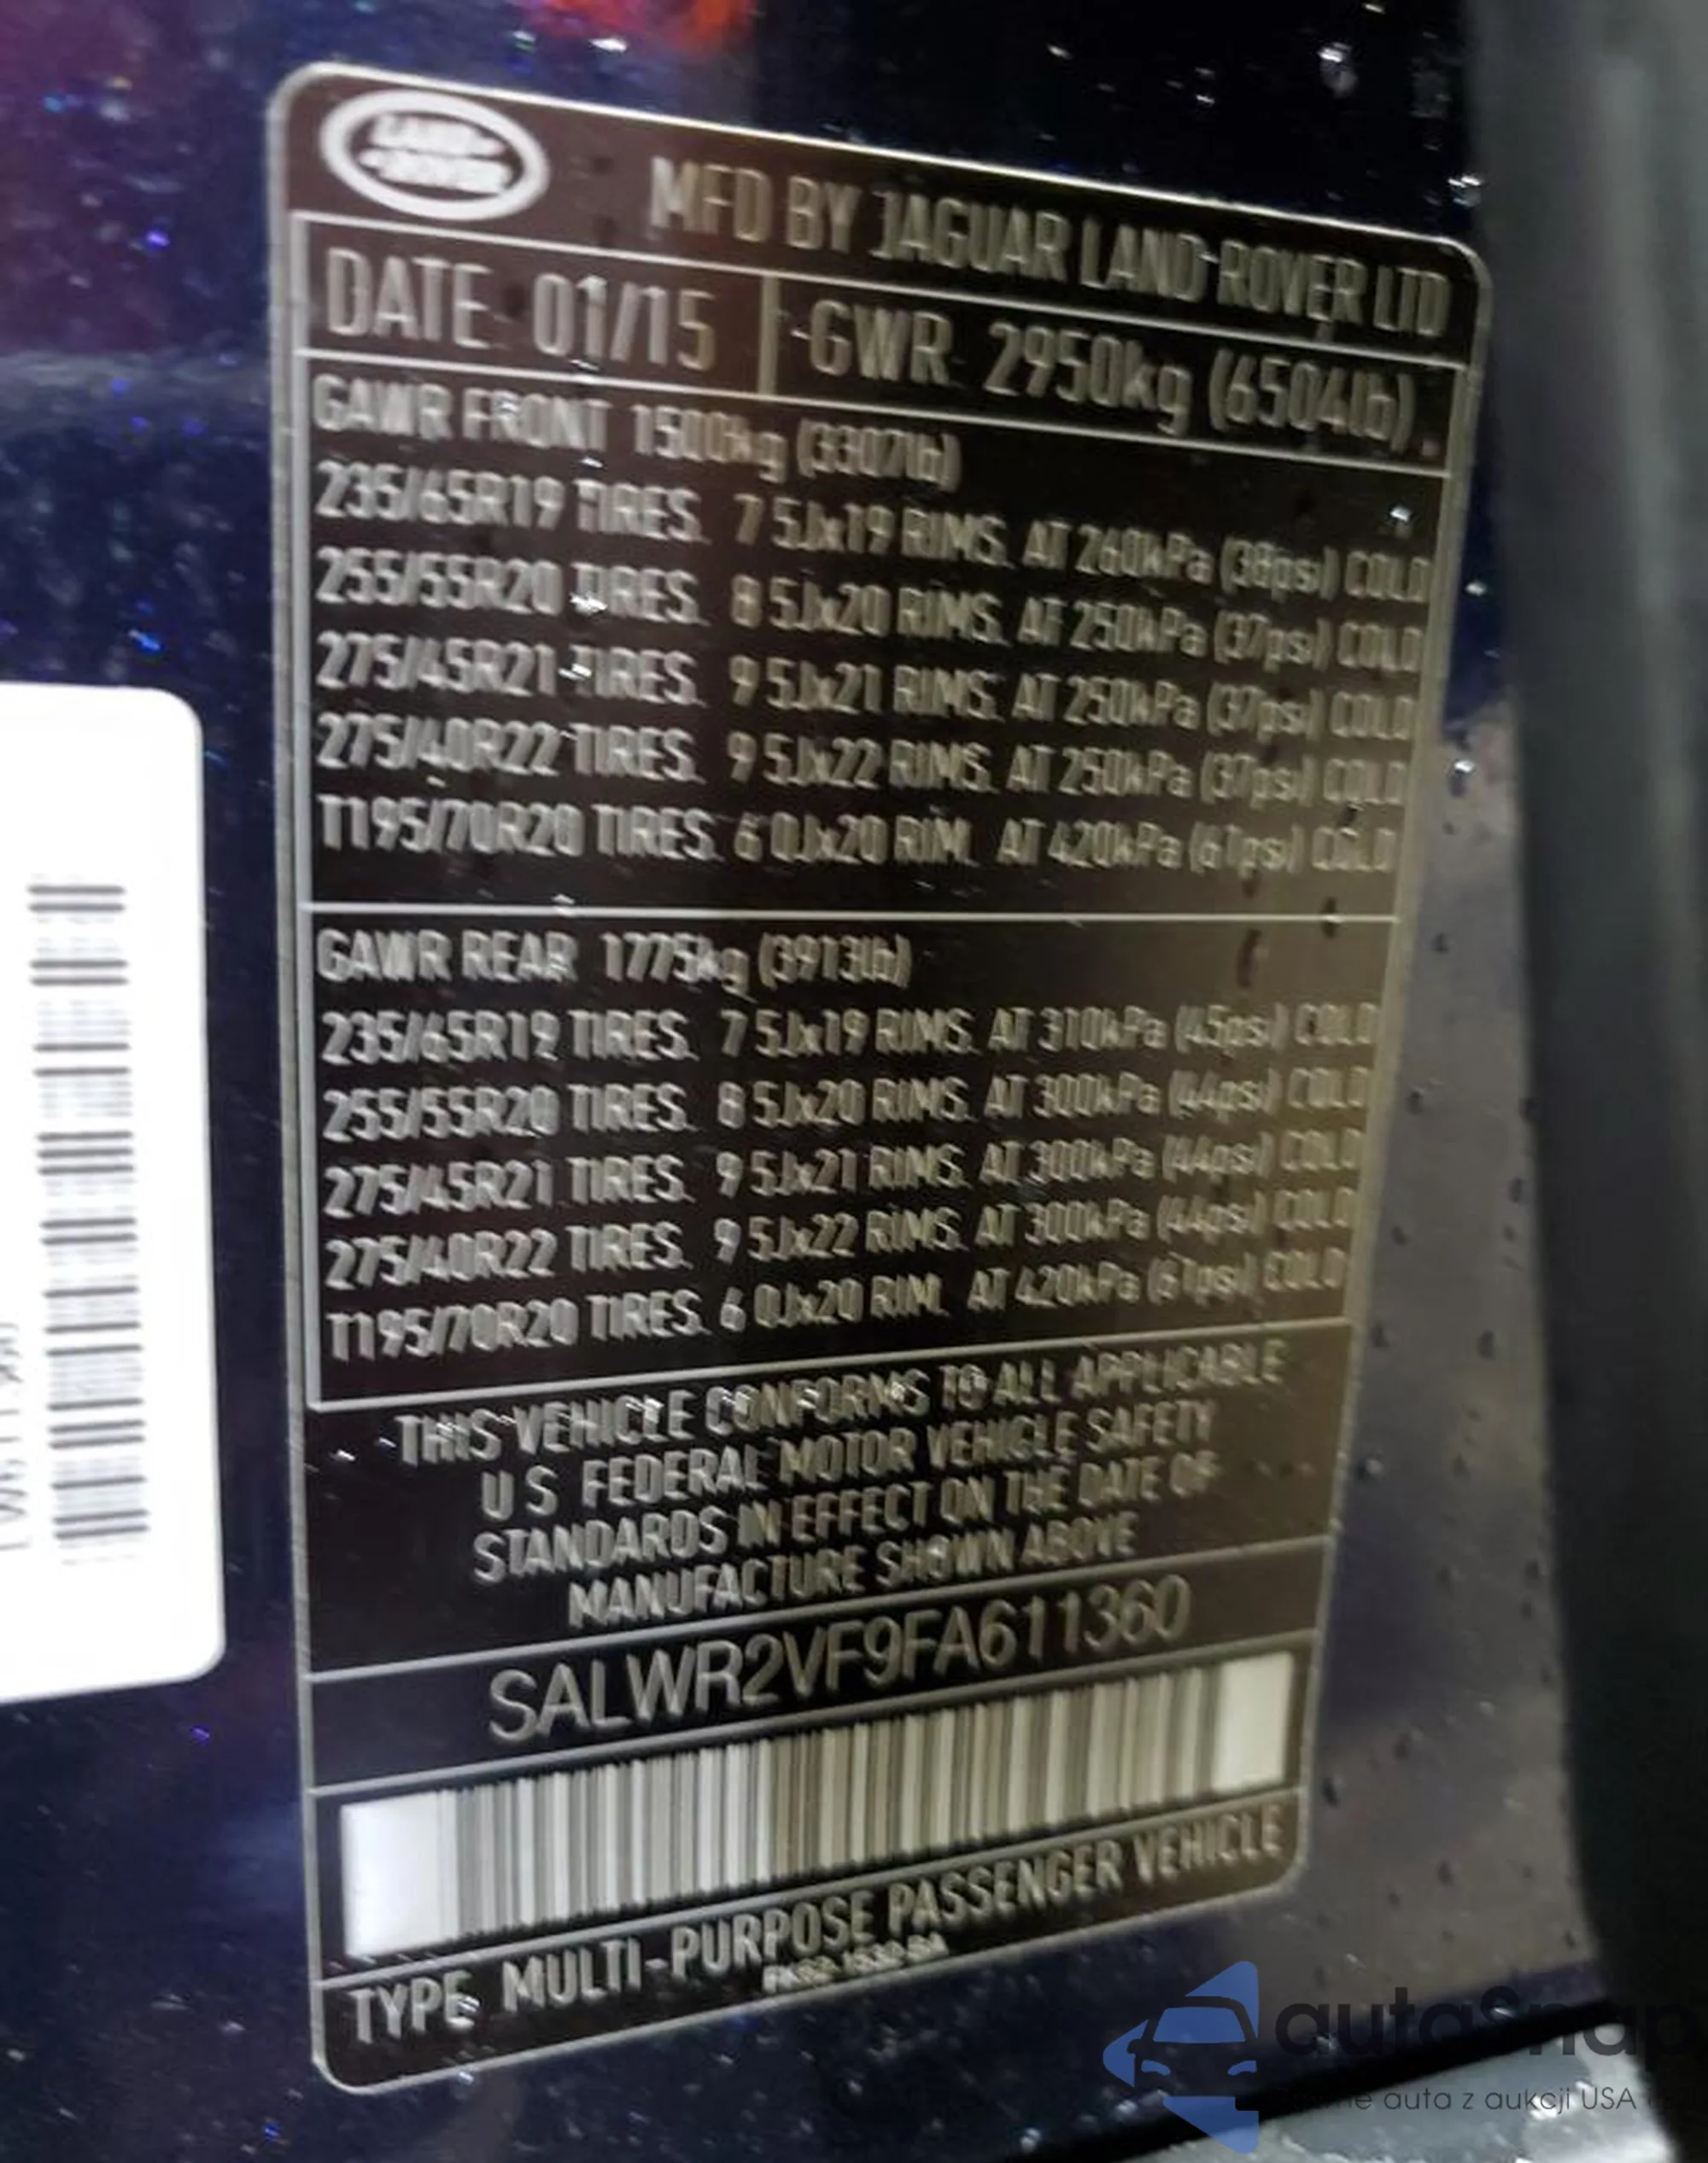 LAND-
ROVER
MFD BY JAGUAR LAND ROVER LTD
DATE 01/15 GWR 2950kg (6504lb).
GAWR FRONT 1500kg (3307lb)
235/65R19 TIRES. 7 5Jx19 RIMS. AT 260kPa (38psi) COLD
255/55R20 TIRES. 8 5Jx20 RIMS. AT 250kPa (37psi) COLD
275/45R21 TIRES. 9 5Jx21 RIMS. AT 250kPa (37psi) COLD
275/40R22 TIRES. 9 5Jx22 RIMS. AT 250kPa (37psi) COLD
T195/70R20 TIRES. 6 0Jx20 RIM. AT 420kPa (61psi) COLD
GAWR REAR 1775kg (3913lb)
235/65R19 TIRES. 7 5Jx19 RIMS. AT 310kPa (45psi) COLD
255/55R20 TIRES. 8 5Jx20 RIMS. AT 300kPa (44psi) COLD
275/45R21 TIRES. 9 5Jx21 RIMS. AT 300kPa (44psi) COLD
275/40R22 TIRES. 9 5Jx22 RIMS. AT 300kPa (44psi) COLD
T195/70R20 TIRES. 6 0Jx20 RIM. AT 420kPa (61psi) COLD
THIS VEHICLE CONFORMS TO ALL APPLICABLE
U S FEDERAL MOTOR VEHICLE SAFETY
STANDARDS IN EFFECT ON THE DATE OF
MANUFACTURE SHOWN ABOVE
SALWR2VF9FA611360
TYPE MULTI-PURPOSE PASSENGER VEHICLE
autaSnap
auta z aukcji USA